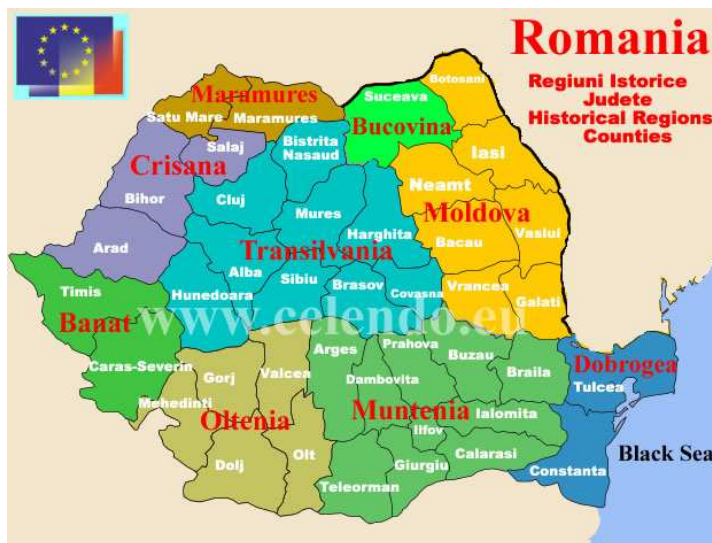 Romania
Regiuni Istorice
Judete
Historical Regions
Counties
Botosani
Suceava
Maramures
Satu Mare
Maramures
Bucovina
Bistrita
Nasaud
Iasi
Salaj
Crisana
Neamt
Bihor
Cluj
Mures
Moldova
Harghita
Vaslui
Arad
Transilvania
Bacau
Alba
Sibiu
Brasov
Covasna
Vrancea
Timis
Hunedoara
Galati
www.celendo.eu
Banat
Arges
Prahova
Buzau
Caras-Severin
Gorj
Valcea
Dambovita
Braila
Dobrogea
Tulcea
Mehedinti
Oltenia
Muntenia
Ialomita
Ilfov
Dolj
Olt
Giurgiu
Calarasi
Constanta
Black Sea
Teleorman